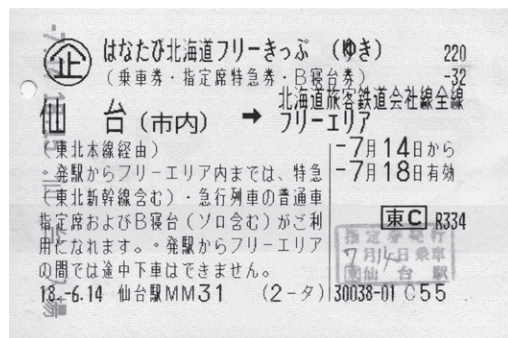 企 はなたび北海道フリーきっぷ (ゆき) 220
(乗車券・指定席特急券・B寝台券) -32
仙 台 (市内) → 北海道旅客鉄道会社線全線
フリーエリア
(東北本線経由) -7月14日から
・発駅からフリーエリア内までは、特急 -7月18日有効
(東北新幹線含む)・急行列車の普通車
指定席およびB寝台(ソロ含む)がご利 東C R334
用になれます。・発駅からフリーエリア
の間では途中下車はできません。
指定券発行
7月14日乗車
仙台駅
18.-6.14 仙台駅MM31 (2-タ) 30038-01 C55